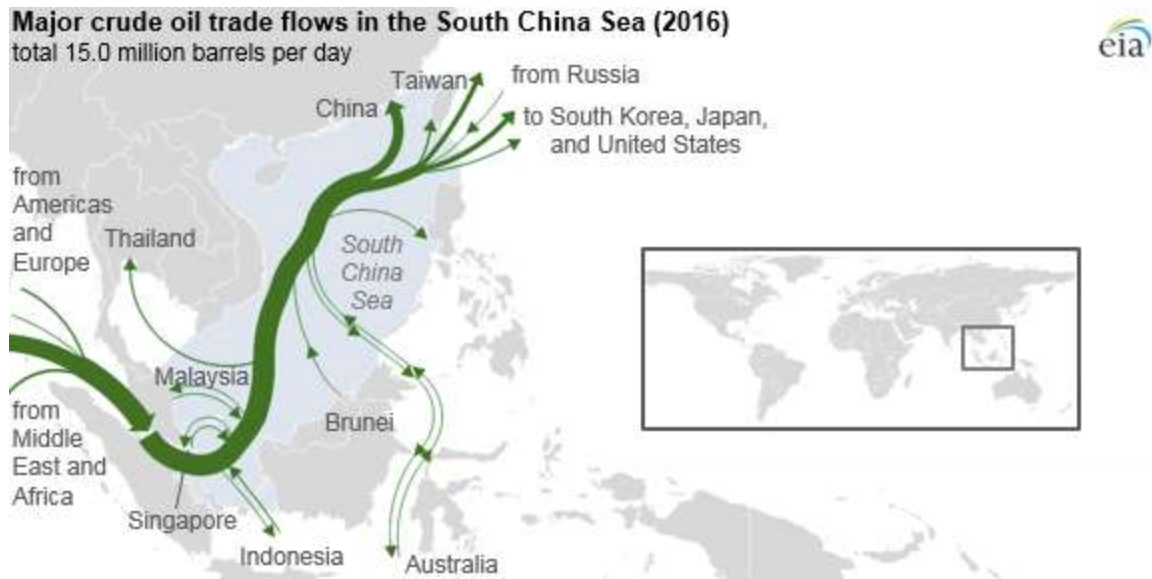 Major crude oil trade flows in the South China Sea (2016)
total 15.0 million barrels per day
eia
Taiwan
from Russia
China
to South Korea, Japan,
and United States
from
Americas
and
Europe
Thailand
South
China
Sea
Malaysia
from
Middle
East and
Africa
Brunei
Singapore
Indonesia
Australia